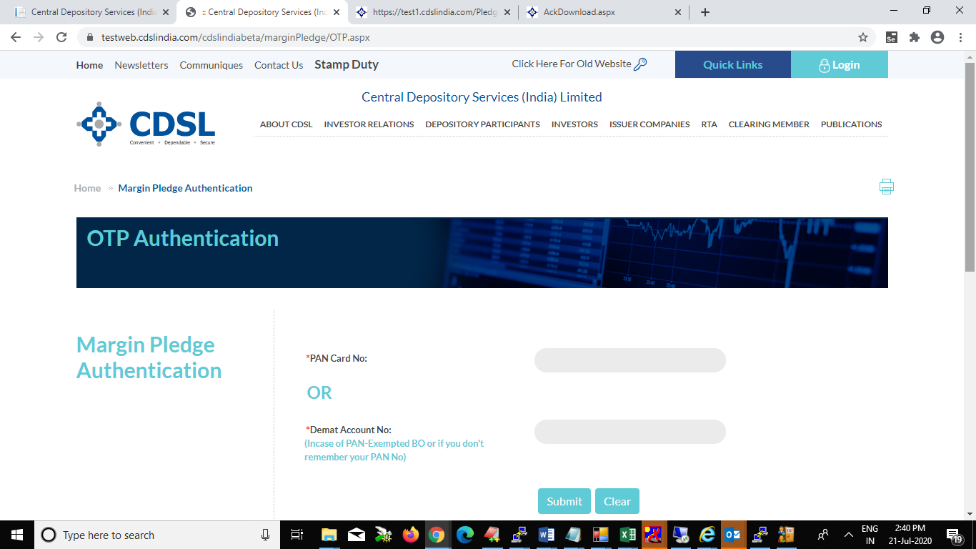 Central Depository Services (Indi
:: Central Depository Services (Inc
https://test1.cdslindia.com/Pledg
AckDownload.aspx
testweb.cdslindia.com/cdslindiabeta/marginPledge/OTP.aspx
Home Newsletters Communiques Contact Us Stamp Duty
Click Here For Old Website
Quick Links
Login
Central Depository Services (India) Limited
CDSL
Convenient • Dependable • Secure
ABOUT CDSL INVESTOR RELATIONS DEPOSITORY PARTICIPANTS INVESTORS ISSUER COMPANIES RTA CLEARING MEMBER PUBLICATIONS
Home » Margin Pledge Authentication
OTP Authentication
Margin Pledge
Authentication
*PAN Card No:
OR
*Demat Account No:
(Incase of PAN-Exempted BO or if you don't
remember your PAN No)
Submit Clear
Type here to search
ENG
IN
2:40 PM
21-Jul-2020
19